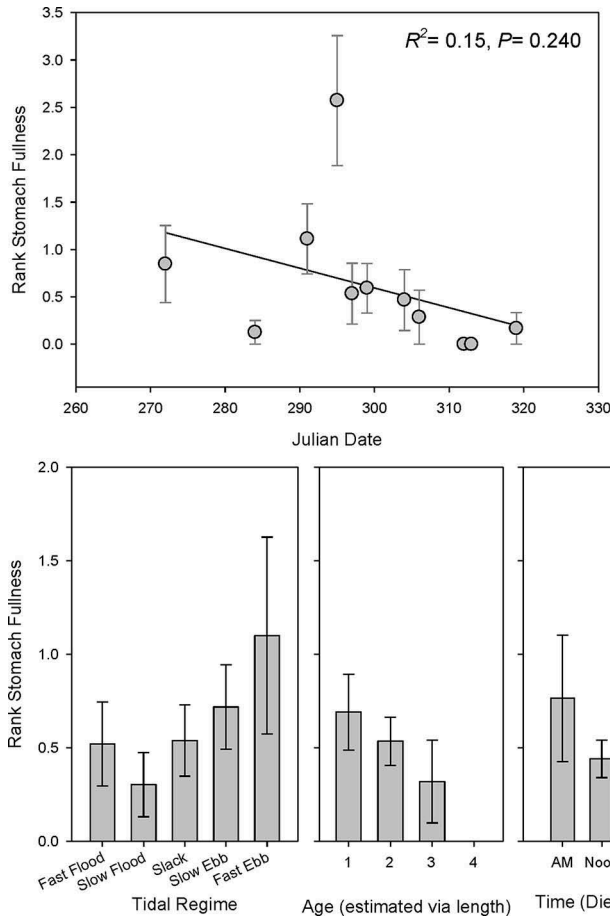 R²= 0.15, P= 0.240
Rank Stomach Fullness
3.5
3.0
2.5
2.0
1.5
1.0
0.5
0.0
260 270 280 290 300 310 320 330
Julian Date
Rank Stomach Fullness
2.0
1.5
1.0
0.5
0.0
Fast Flood Slow Flood Slack Slow Ebb Fast Ebb
Tidal Regime
1 2 3 4
Age (estimated via length)
AM Noo
Time (Die